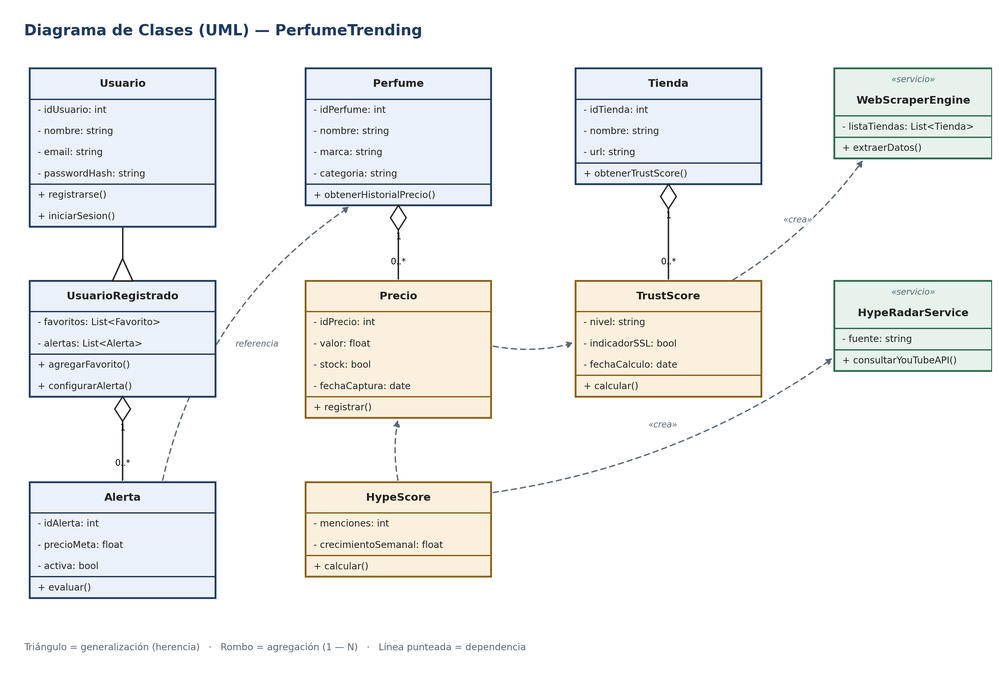 Diagrama de Clases (UML) — PerfumeTrending
Usuario
- idUsuario: int
- nombre: string
- email: string
- passwordHash: string
+ registrarse()
+ iniciarSesion()
Perfume
- idPerfume: int
- nombre: string
- marca: string
- categoria: string
+ obtenerHistorialPrecio()
Tienda
- idTienda: int
- nombre: string
- url: string
+ obtenerTrustScore()
«servicio»
WebScraperEngine
- listaTiendas: List<Tienda>
+ extraerDatos()
1
0..*
1
0..*
«crea»
UsuarioRegistrado
- favoritos: List<Favorito>
- alertas: List<Alerta>
+ agregarFavorito()
+ configurarAlerta()
referencia
Precio
- idPrecio: int
- valor: float
- stock: bool
- fechaCaptura: date
+ registrar()
TrustScore
- nivel: string
- indicadorSSL: bool
- fechaCalculo: date
+ calcular()
«servicio»
HypeRadarService
- fuente: string
+ consultarYouTubeAPI()
1
0..*
«crea»
Alerta
- idAlerta: int
- precioMeta: float
- activa: bool
+ evaluar()
HypeScore
- menciones: int
- crecimientoSemanal: float
+ calcular()
Triángulo = generalización (herencia) · Rombo = agregación (1 — N) · Línea punteada = dependencia